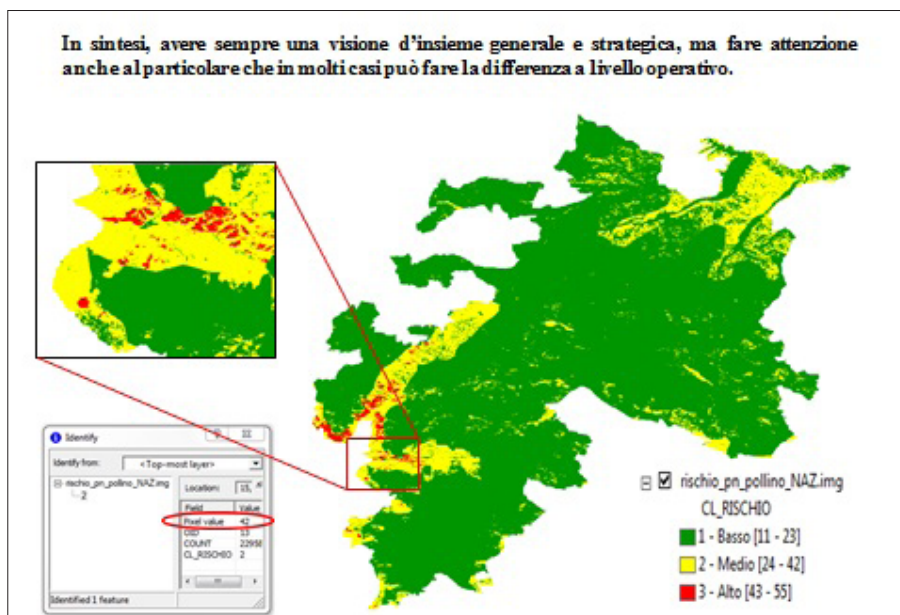 In sintesi, avere sempre una visione d'insieme generale e strategica, ma fare attenzione
anche al particolare che in molti casi può fare la differenza a livello operativo.
Identify
Identify from: <Top-most layer>
rischio_pn_pollino_NAZ.img
2
Location: 15,
Field Value
Pixel value 42
OID 13
COUNT 22958
CL_RISCHIO 2
Identified 1 feature
rischio_pn_pollino_NAZ.img
CL_RISCHIO
1 - Basso [11 - 23]
2 - Medio [24 - 42]
3 - Alto [43 - 55]